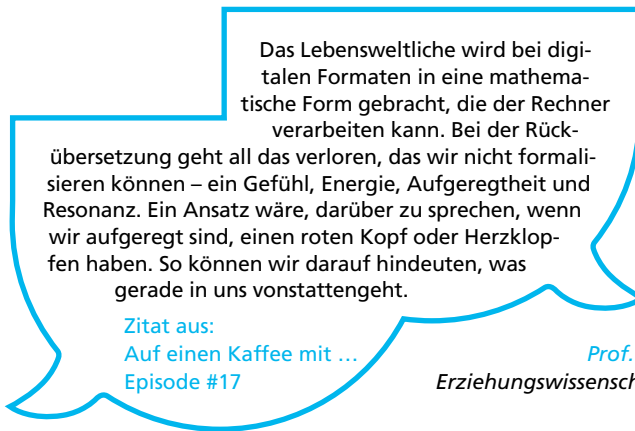 Das Lebensweltliche wird bei digi-
talen Formaten in eine mathema-
tische Form gebracht, die der Rechner
verarbeiten kann. Bei der Rück-
übersetzung geht all das verloren, das wir nicht formali-
sieren können – ein Gefühl, Energie, Aufgeregtheit und
Resonanz. Ein Ansatz wäre, darüber zu sprechen, wenn
wir aufgeregt sind, einen roten Kopf oder Herzklop-
fen haben. So können wir darauf hindeuten, was
gerade in uns vonstattengeht.
Zitat aus:
Auf einen Kaffee mit …
Episode #17
Prof.
Erziehungswissensch